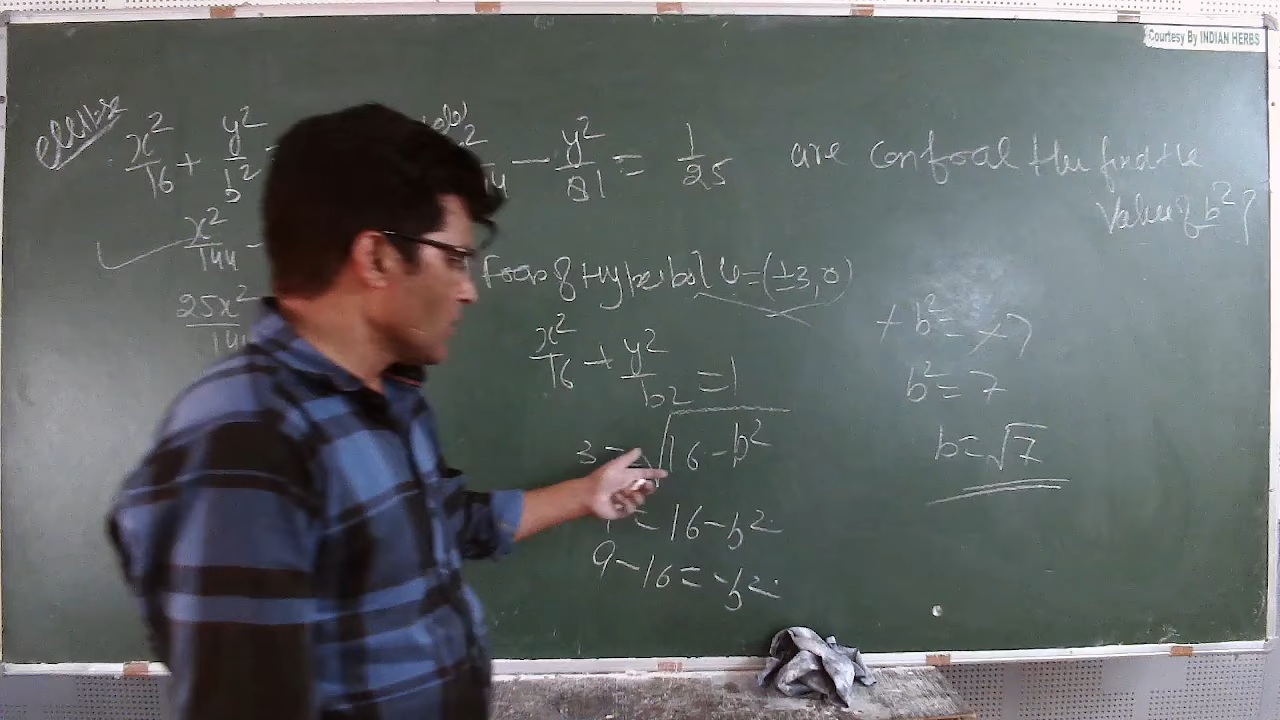 Courtesy By INDIAN HERBS
ellipse
x²/16 + y²/b² y²/81 = 1/25 are confocal the find the
Value of b²?
x²/144 -
25x²/144
Focus of Hyperbola = (±3, 0)
x²/16 + y²/b2 = 1
3 = √16 - b²
= 16 - b²
9 - 16 = -b²
+ b² = + 7
b² = 7
b = √7